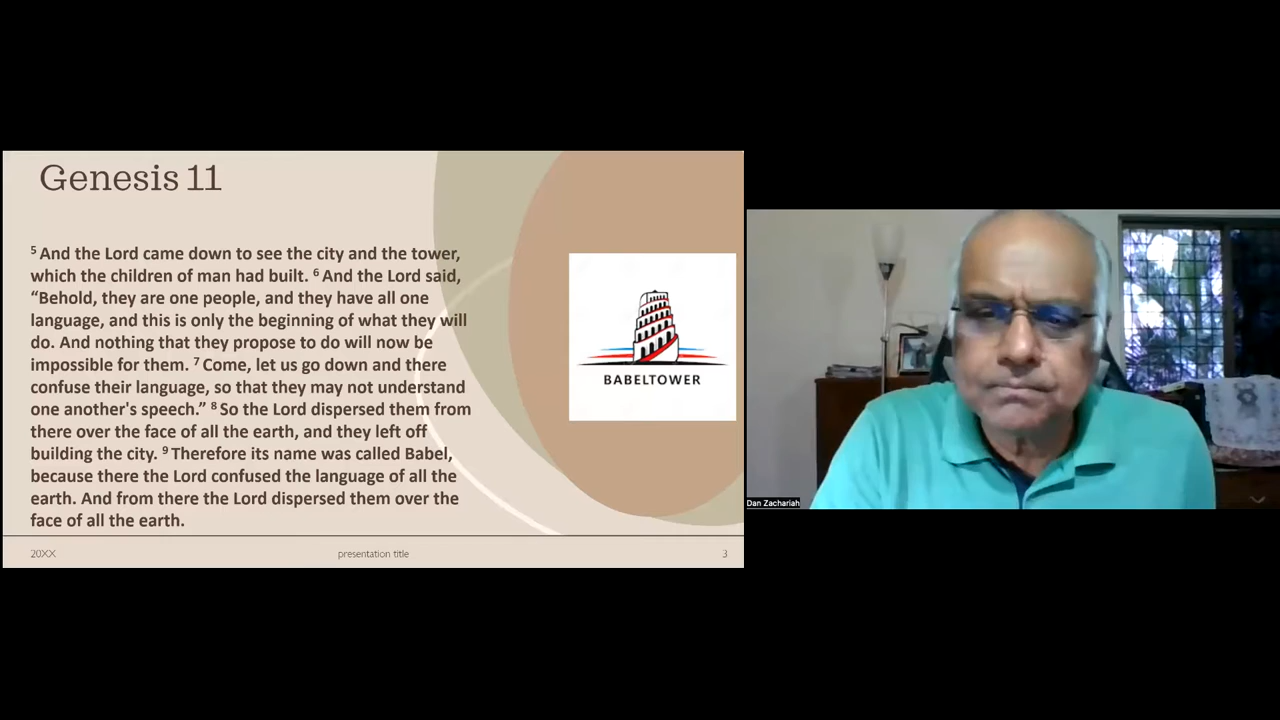 Genesis 11
5 And the Lord came down to see the city and the tower,
which the children of man had built. 6 And the Lord said,
“Behold, they are one people, and they have all one
language, and this is only the beginning of what they will
do. And nothing that they propose to do will now be
impossible for them. 7 Come, let us go down and there
confuse their language, so that they may not understand
one another's speech.” 8 So the Lord dispersed them from
there over the face of all the earth, and they left off
building the city. 9 Therefore its name was called Babel,
because there the Lord confused the language of all the
earth. And from there the Lord dispersed them over the
face of all the earth.
BABELTOWER
20XX
presentation title
3
Dan Zachariah